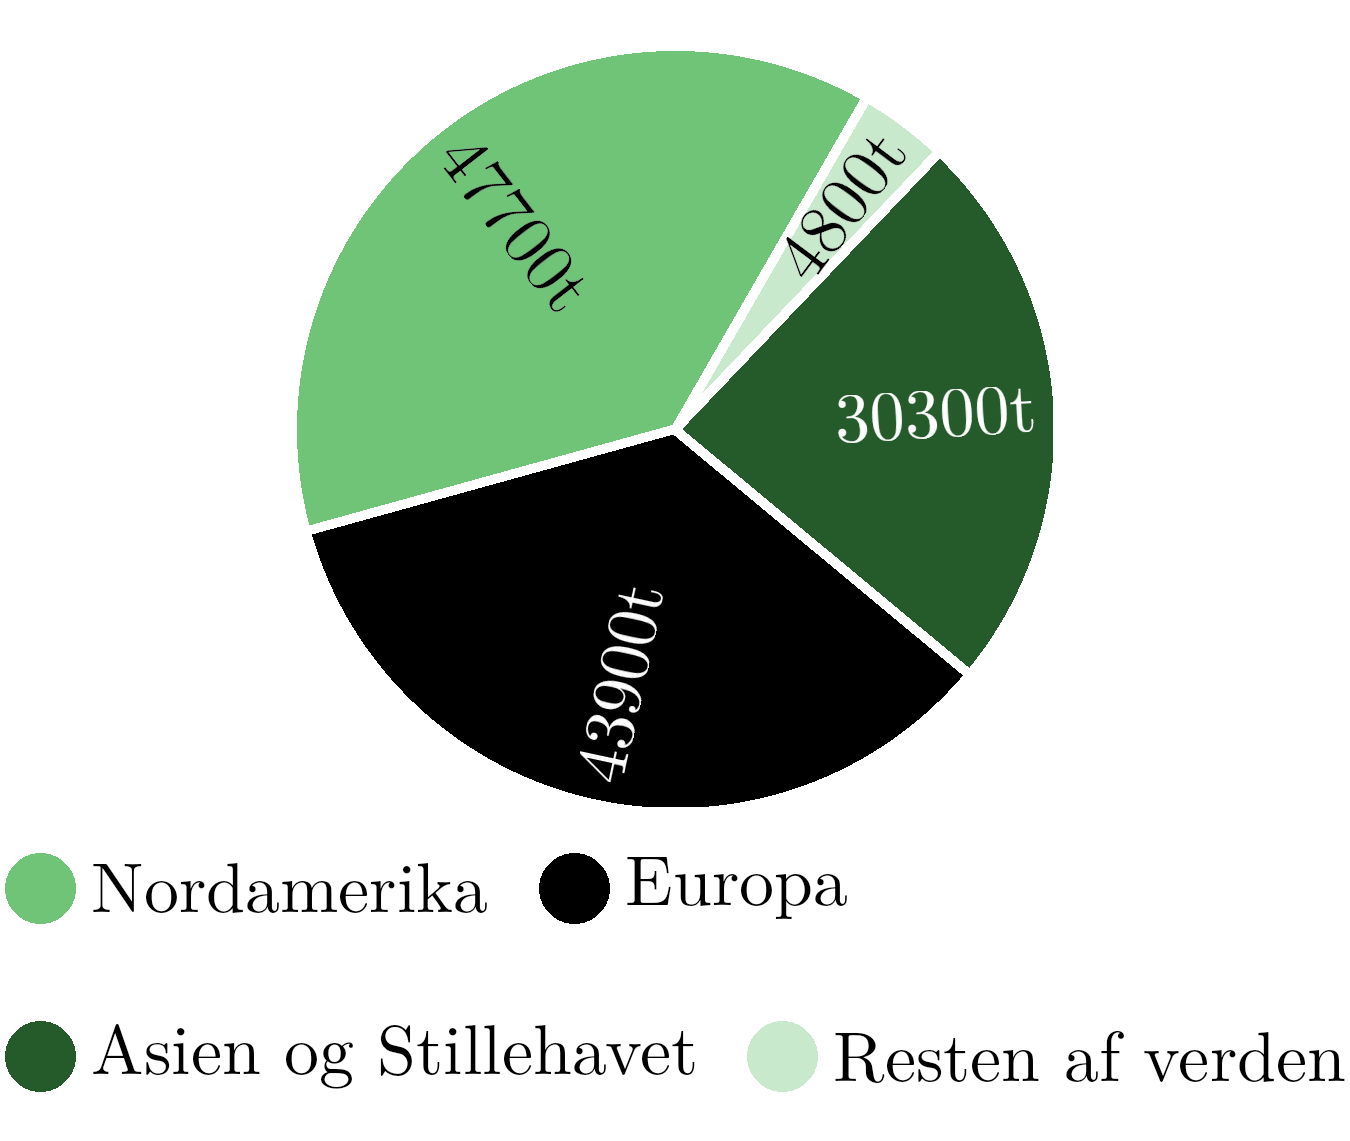 47700t
4800t
30300t
43900t
Nordamerika
Europa
Asien og Stillehavet
Resten af verden